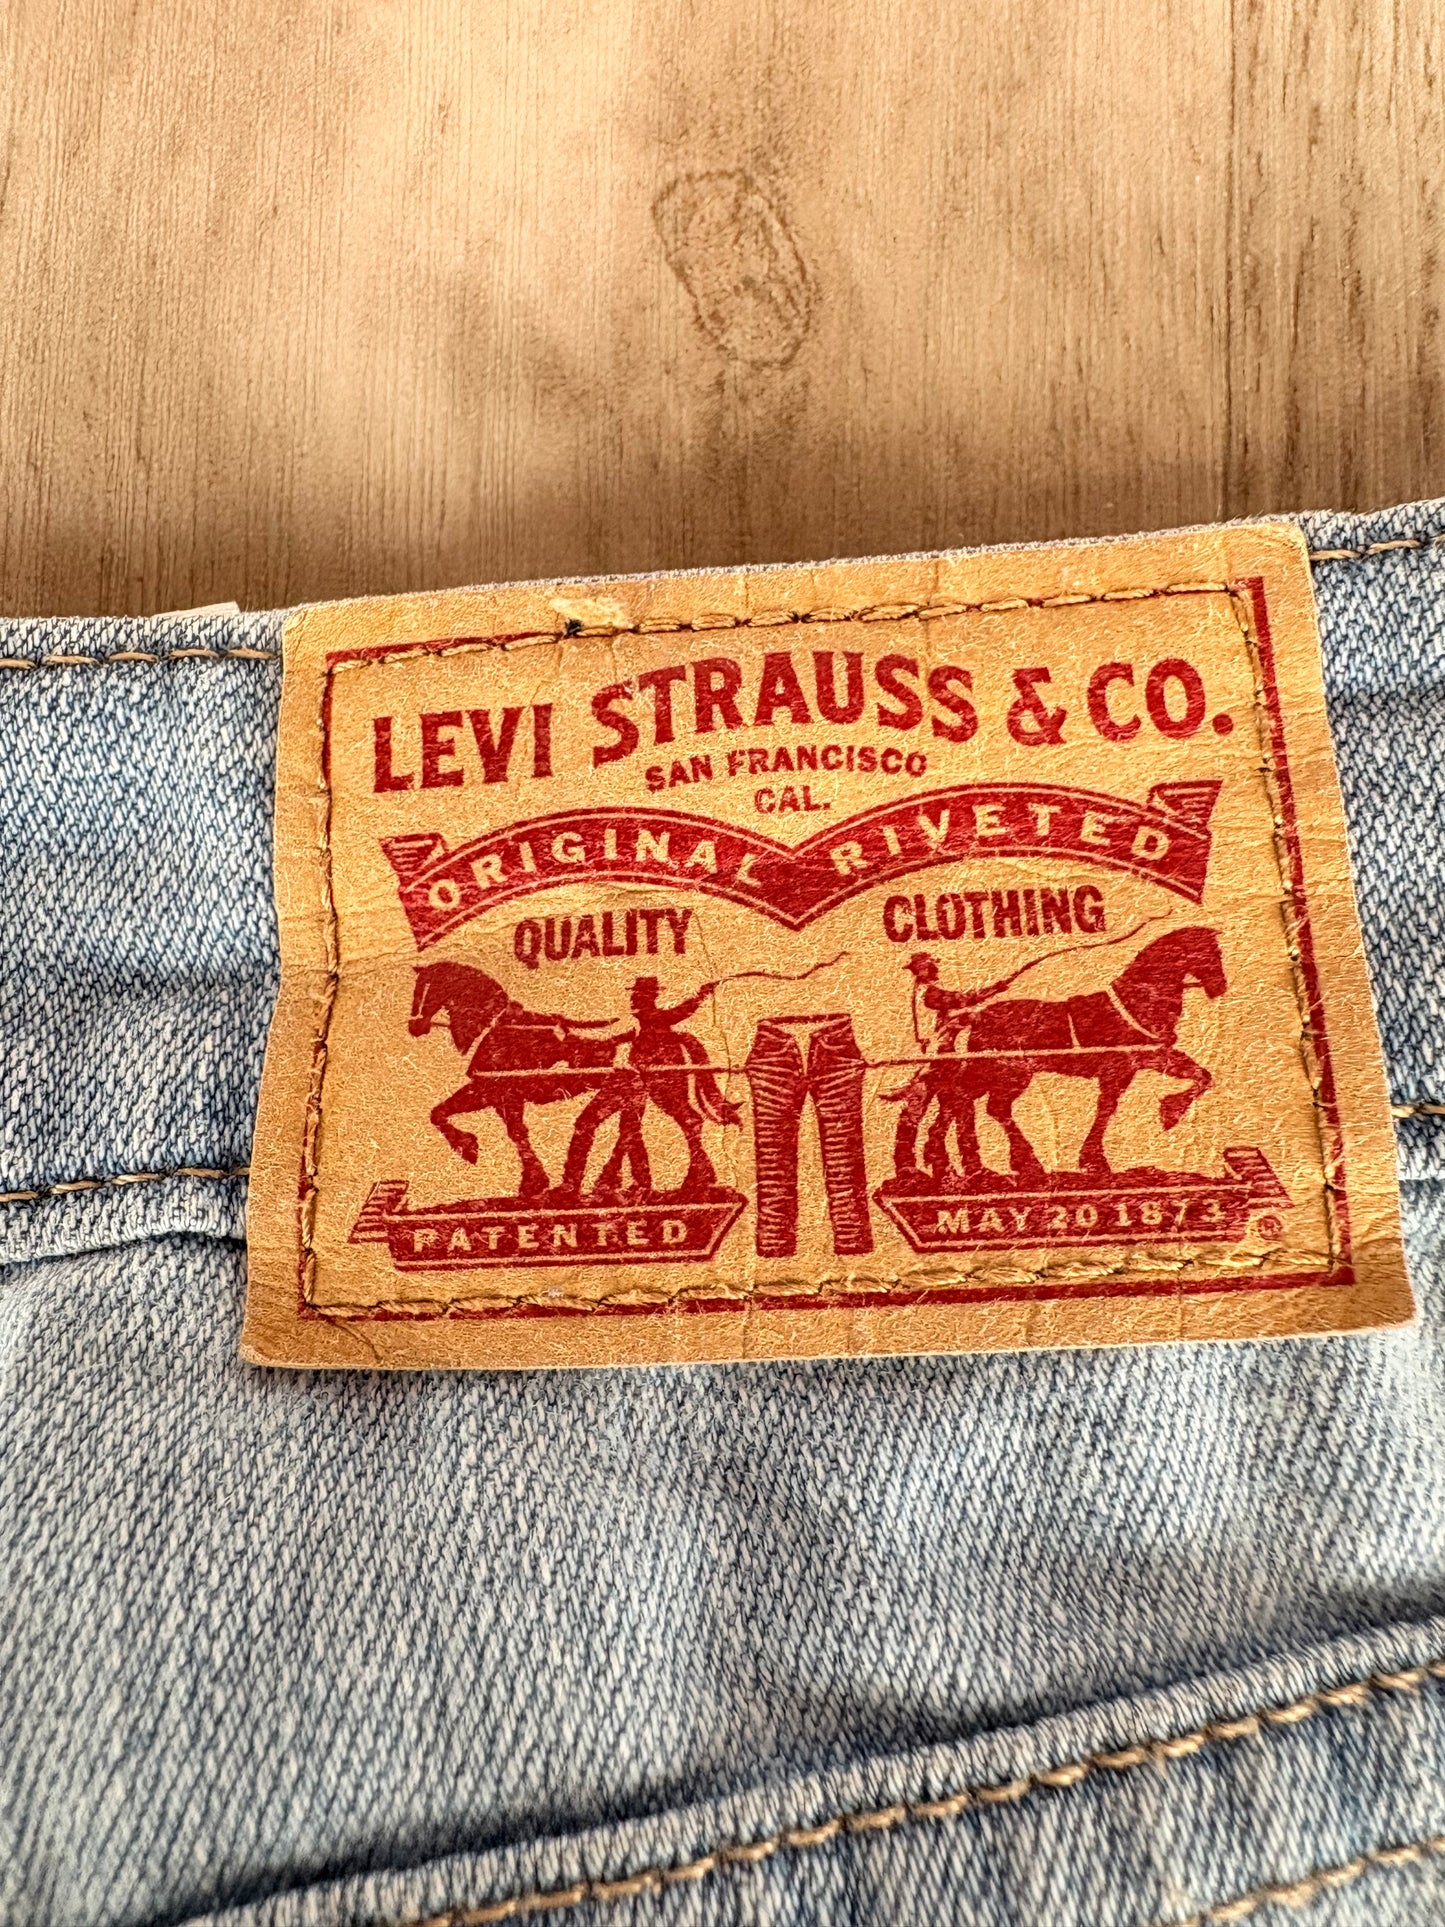 LEVI STRAUSS & CO.
SAN FRANCISCO
CAL.
ORIGINAL RIVETED
QUALITY CLOTHING
PATENTED MAY 20 1873 ®